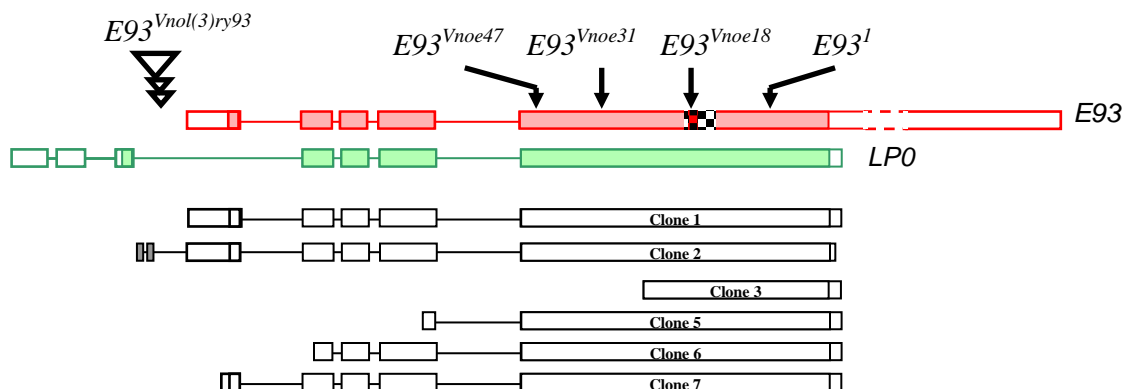 E93^Vnol(3)ry93
E93^Vnoe47 E93^Vnoe31 E93^Vnoe18 E93^1
E93
LP0
Clone 1
Clone 2
Clone 3
Clone 5
Clone 6
Clone 7